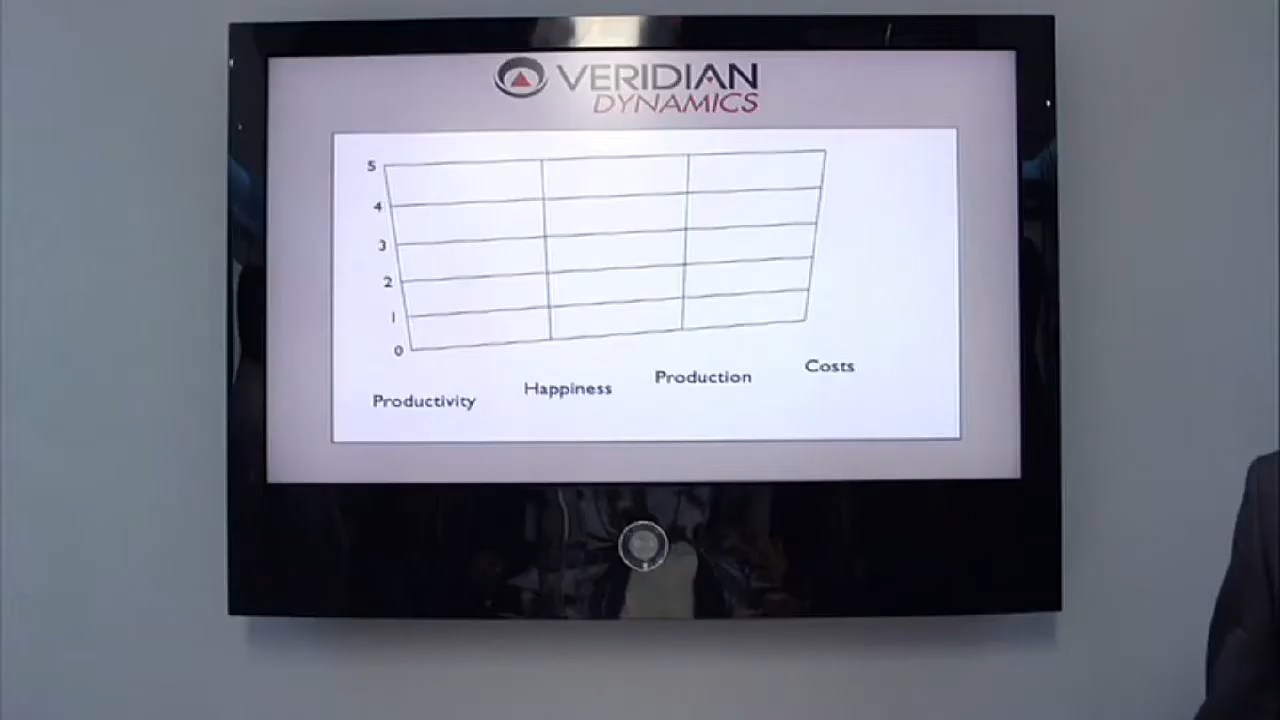 VERIDIAN
DYNAMICS
5
4
3
2
1
0
Productivity
Happiness
Production
Costs